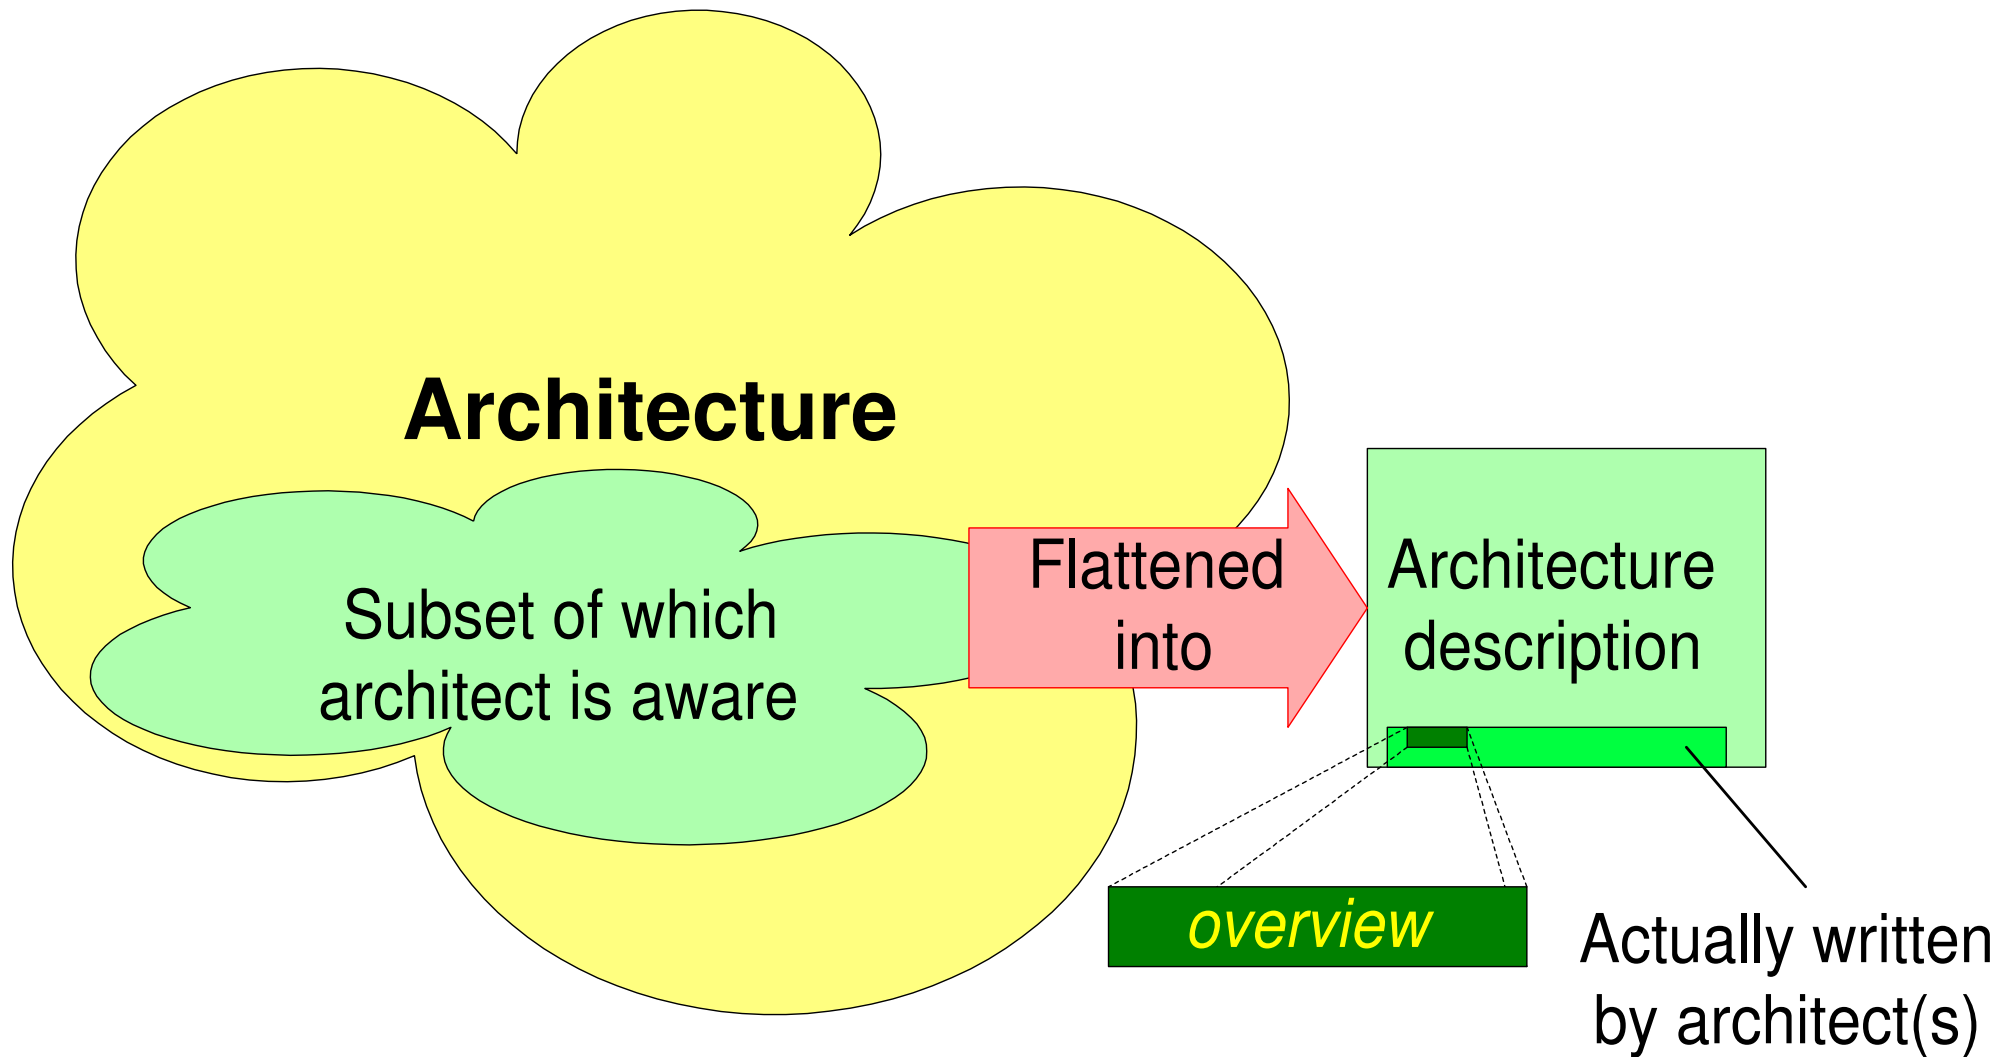 Architecture
Subset of which
architect is aware
Flattened
into
Architecture
description
overview
Actually written
by architect(s)